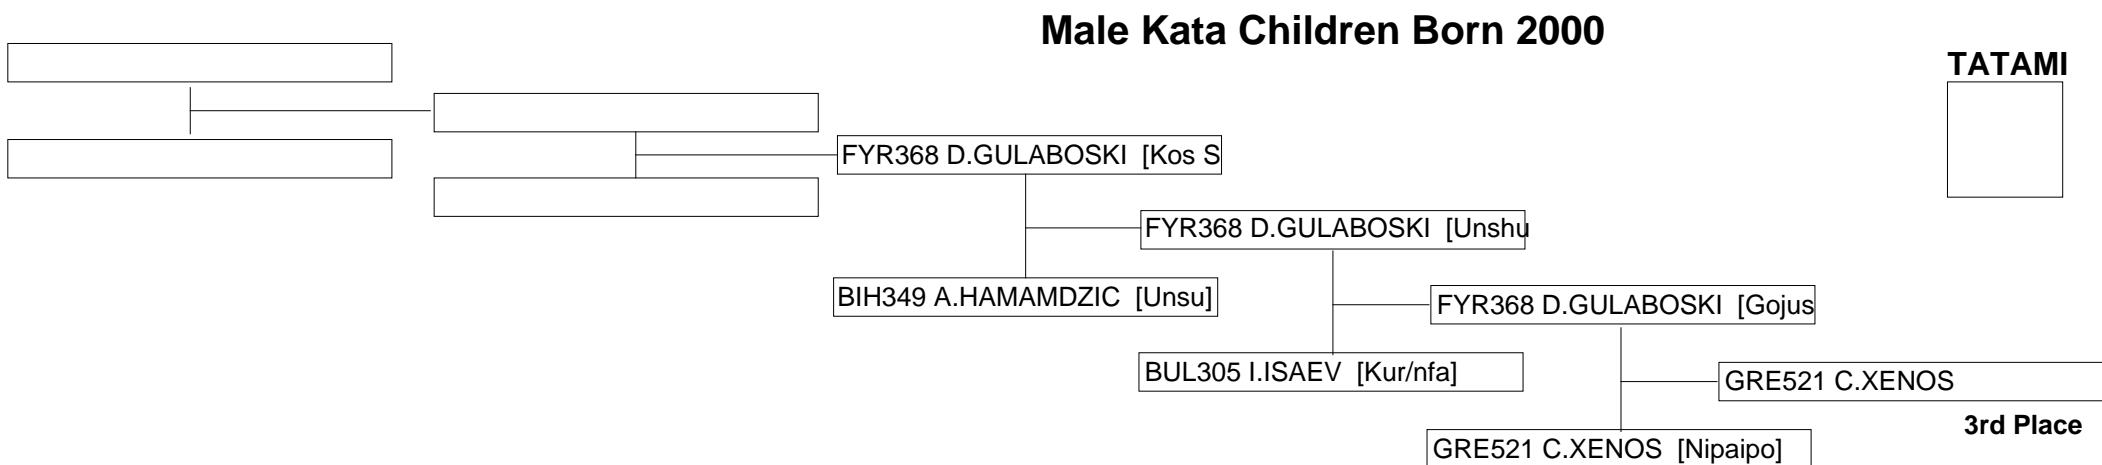 Male Kata Children Born 2000
TATAMI
FYR368 D.GULABOSKI [Kos S
FYR368 D.GULABOSKI [Unshu
BIH349 A.HAMAMDZIC [Unsu]
FYR368 D.GULABOSKI [Gojus
BUL305 I.ISAEV [Kur/nfa]
GRE521 C.XENOS
3rd Place
GRE521 C.XENOS [Nipaipo]